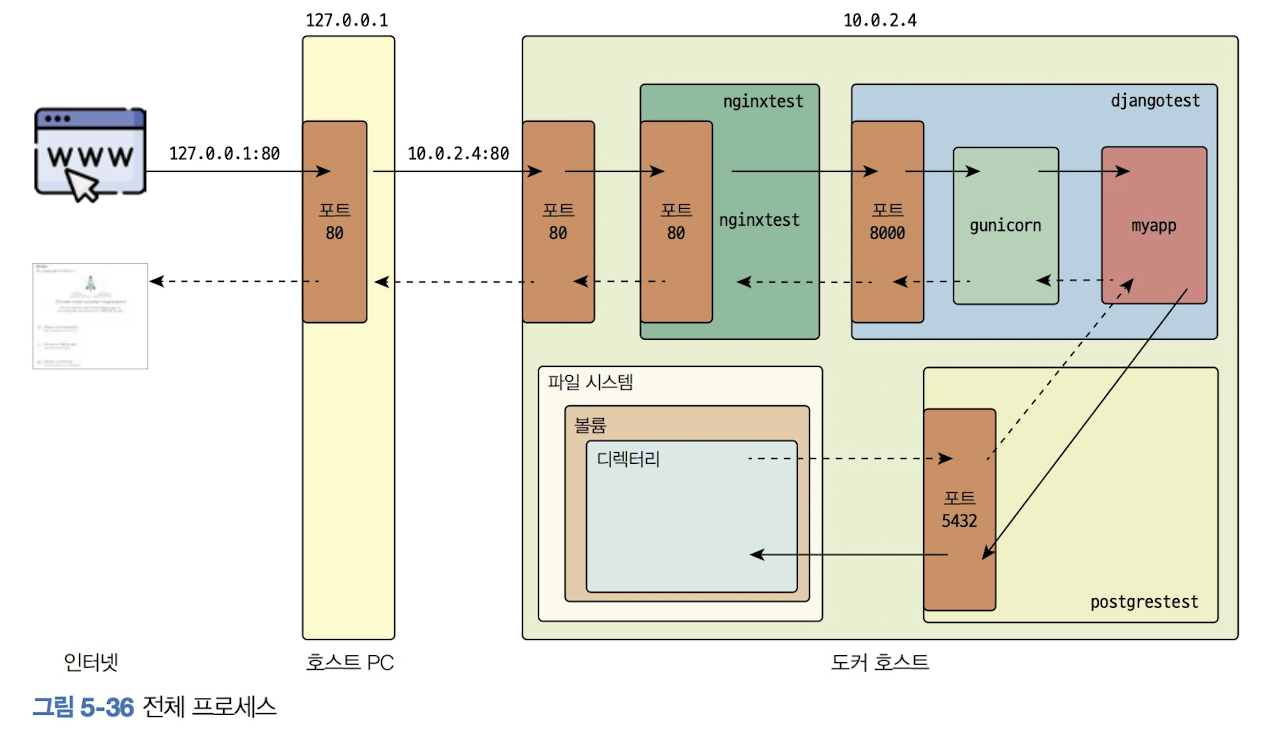 127.0.0.1
10.0.2.4
nginxtest
djangotest
WWW
127.0.0.1:80
10.0.2.4:80
포트
80
포트
80
포트
80
nginxtest
포트
8000
gunicorn
myapp
파일 시스템
볼륨
디렉터리
포트
5432
postgrestest
인터넷
호스트 PC
도커 호스트
그림 5-36 전체 프로세스